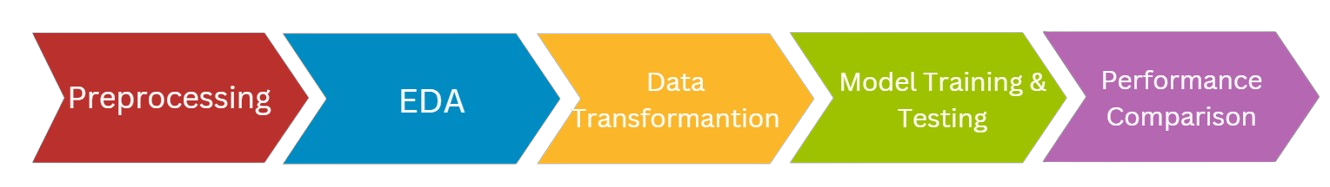 Preprocessing
EDA
Data
Transformantion
Model Training &
Testing
Performance
Comparison